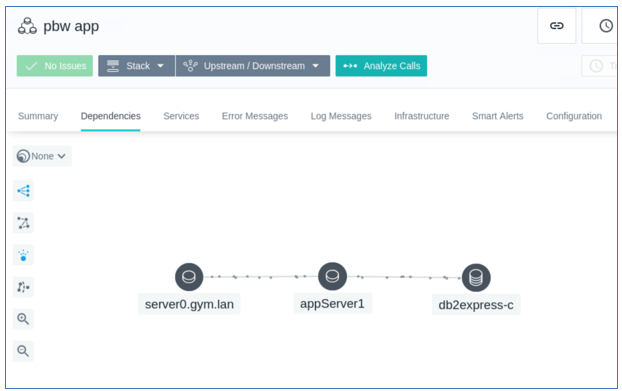 pbw app
No Issues
Stack
Upstream / Downstream
Analyze Calls
Summary
Dependencies
Services
Error Messages
Log Messages
Infrastructure
Smart Alerts
Configuration
None
server0.gym.lan
appServer1
db2express-c